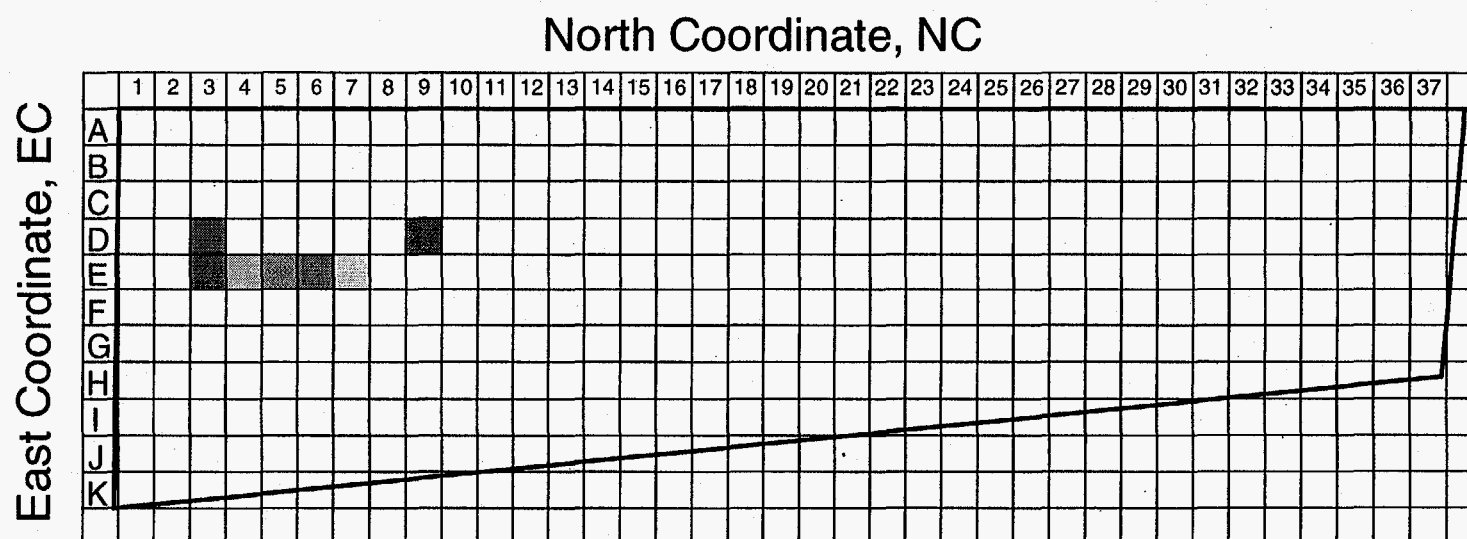 North Coordinate, NC
1 2 3 4 5 6 7 8 9 10 11 12 13 14 15 16 17 18 19 20 21 22 23 24 25 26 27 28 29 30 31 32 33 34 35 36 37
East Coordinate, EC
A
B
C
D
E
F
G
H
I
J
K